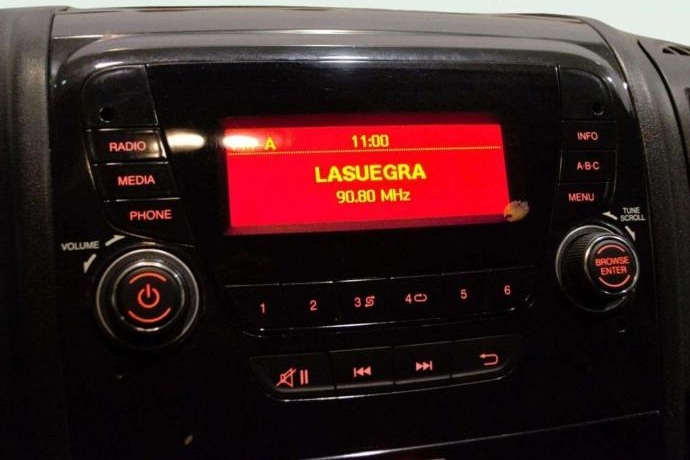 A 11:00
LASUEGRA
90.80 MHz
RADIO
MEDIA
PHONE
INFO
A·B·C
MENU
VOLUME
TUNE
SCROLL
BROWSE
ENTER
1 2 3 4 5 6